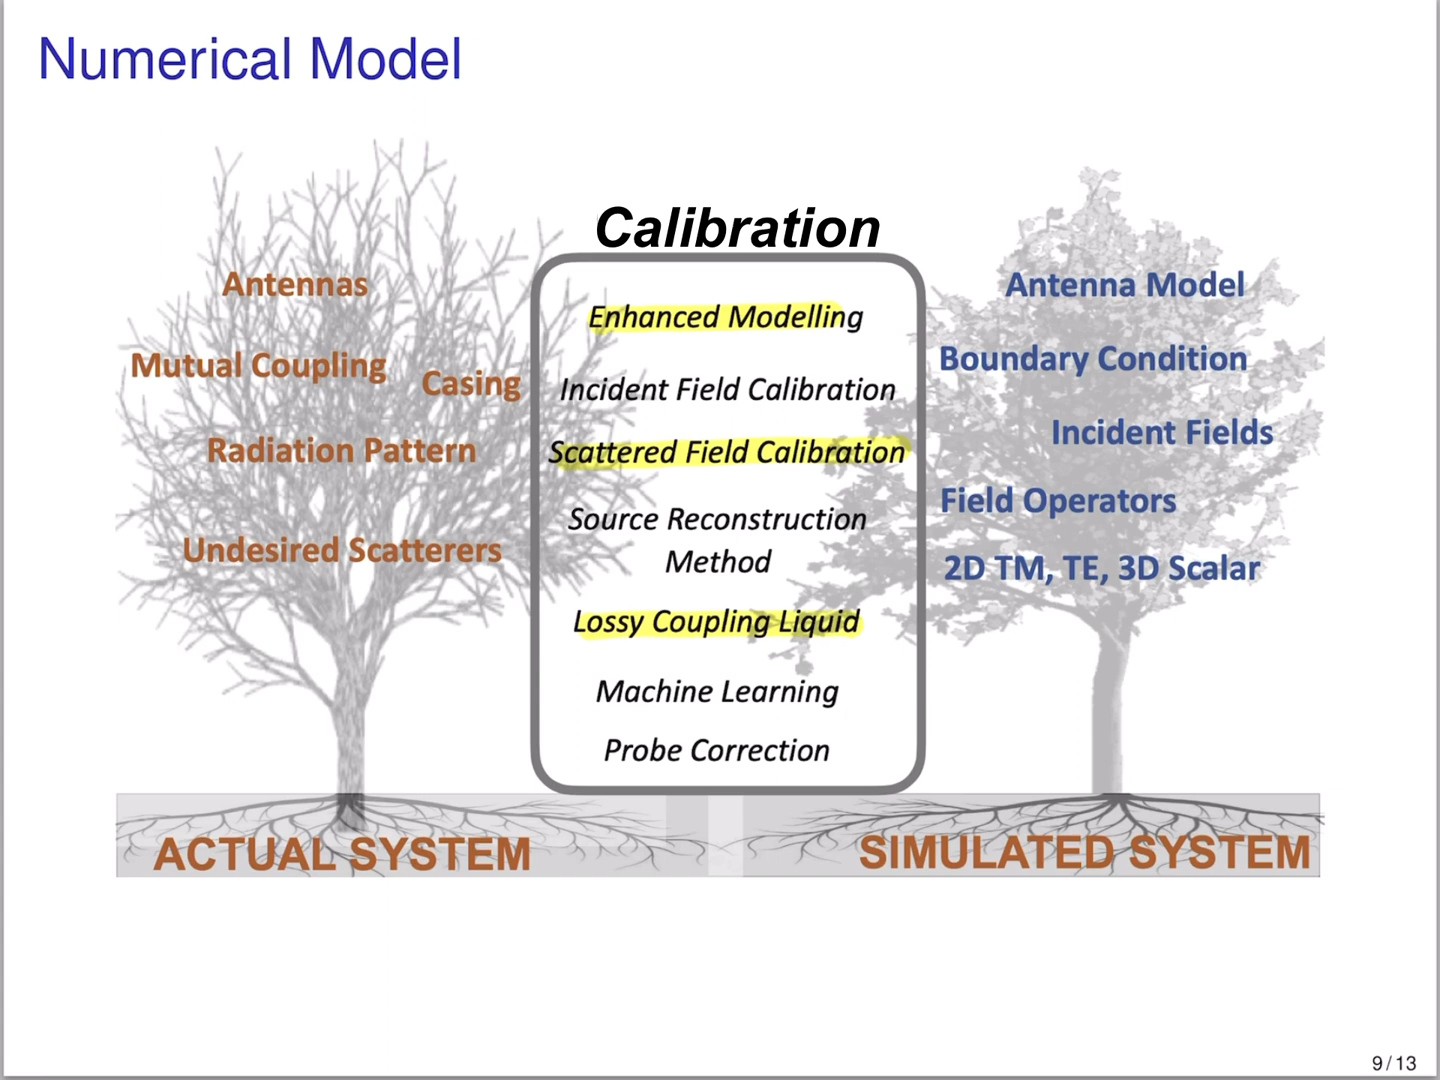 Numerical Model
Calibration
Antennas
Mutual Coupling
Casing
Radiation Pattern
Undesired Scatterers
Enhanced Modelling
Incident Field Calibration
Scattered Field Calibration
Source Reconstruction
Method
Lossy Coupling Liquid
Machine Learning
Probe Correction
Antenna Model
Boundary Condition
Incident Fields
Field Operators
2D TM, TE, 3D Scalar
ACTUAL SYSTEM
SIMULATED SYSTEM
9 / 13